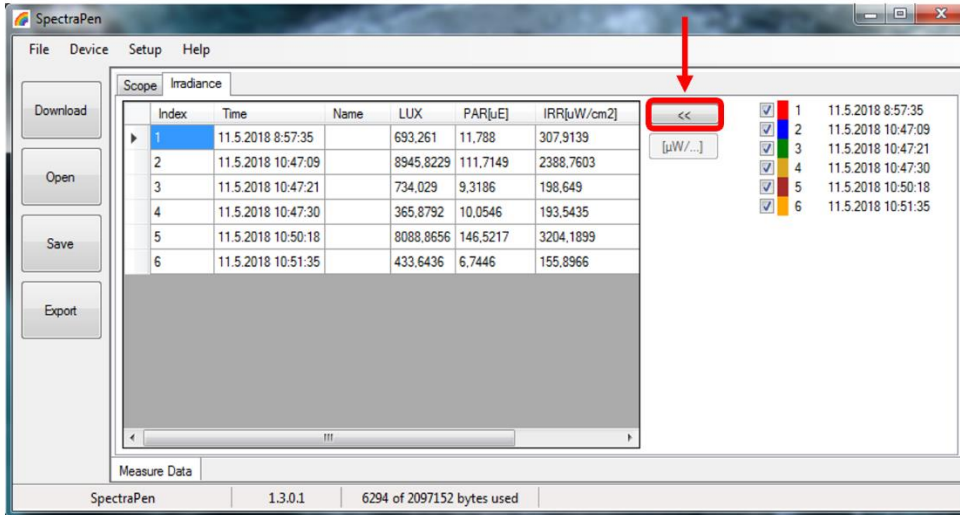 SpectraPen
File Device Setup Help
Download
Open
Save
Export
Scope Irradiance
Index Time Name LUX PAR[uE] IRR[uW/cm2]
1 11.5.2018 8:57:35 693,261 11,788 307,9139
2 11.5.2018 10:47:09 8945,8229 111,7149 2388,7603
3 11.5.2018 10:47:21 734,029 9,3186 198,649
4 11.5.2018 10:47:30 365,8792 10,0546 193,5435
5 11.5.2018 10:50:18 8088,8656 146,5217 3204,1899
6 11.5.2018 10:51:35 433,6436 6,7446 155,8966
<<
[µW/...]
1 11.5.2018 8:57:35
2 11.5.2018 10:47:09
3 11.5.2018 10:47:21
4 11.5.2018 10:47:30
5 11.5.2018 10:50:18
6 11.5.2018 10:51:35
Measure Data
SpectraPen 1.3.0.1 6294 of 2097152 bytes used